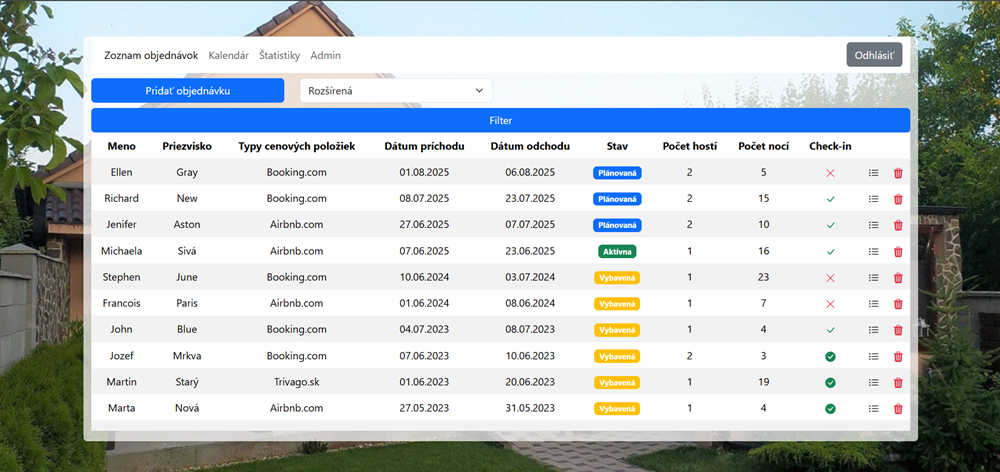 Zoznam objednávok Kalendár Štatistiky Admin Odhlásiť
Pridať objednávku Rozšírená
Filter
Meno Priezvisko Typy cenových položiek Dátum príchodu Dátum odchodu Stav Počet hostí Počet nocí Check-in
Ellen Gray Booking.com 01.08.2025 06.08.2025 Plánovaná 2 5
Richard New Booking.com 08.07.2025 23.07.2025 Plánovaná 2 15
Jenifer Aston Airbnb.com 27.06.2025 07.07.2025 Plánovaná 2 10
Michaela Sivá Airbnb.com 07.06.2025 23.06.2025 Aktívna 1 16
Stephen June Booking.com 10.06.2024 03.07.2024 Vybavená 1 23
Francois Paris Airbnb.com 01.06.2024 08.06.2024 Vybavená 1 7
John Blue Booking.com 04.07.2023 08.07.2023 Vybavená 1 4
Jozef Mrkva Booking.com 07.06.2023 10.06.2023 Vybavená 2 3
Martin Starý Trivago.sk 01.06.2023 20.06.2023 Vybavená 1 19
Marta Nová Airbnb.com 27.05.2023 31.05.2023 Vybavená 1 4